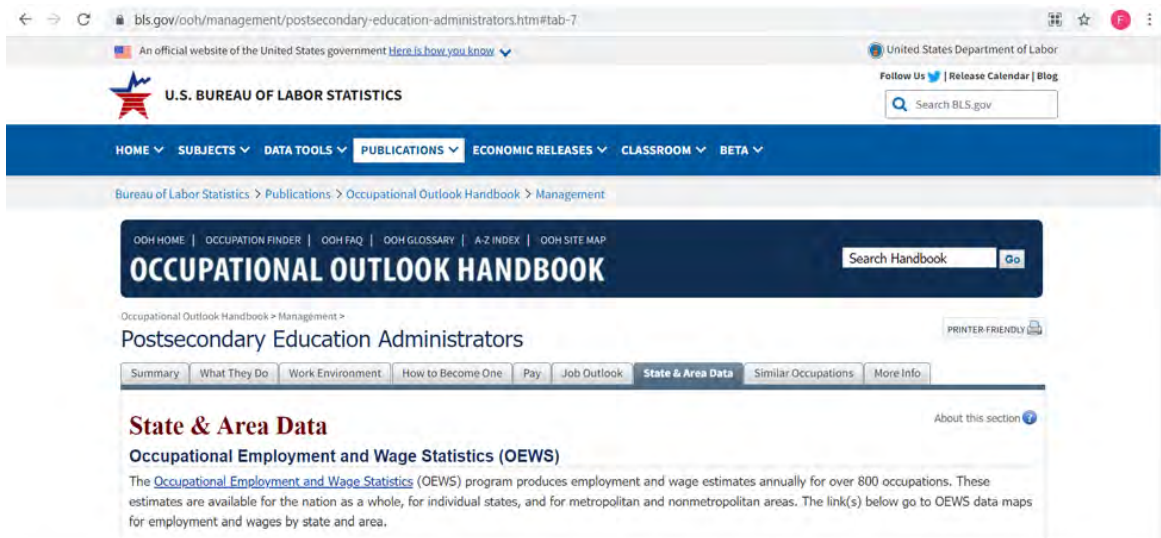 bls.gov/ooh/management/postsecondary-education-administrators.htm#tab-7
F
An official website of the United States government Here is how you know
United States Department of Labor
Follow Us | Release Calendar | Blog
U.S. BUREAU OF LABOR STATISTICS
Search BLS.gov
HOME SUBJECTS DATA TOOLS PUBLICATIONS ECONOMIC RELEASES CLASSROOM BETA
Bureau of Labor Statistics > Publications > Occupational Outlook Handbook > Management
OOH HOME | OCCUPATION FINDER | OOH FAQ | OOH GLOSSARY | A-Z INDEX | OOH SITE MAP
OCCUPATIONAL OUTLOOK HANDBOOK
Search Handbook Go
Occupational Outlook Handbook > Management >
Postsecondary Education Administrators
PRINTER-FRIENDLY
Summary What They Do Work Environment How to Become One Pay Job Outlook State & Area Data Similar Occupations More Info
State & Area Data
About this section ?
Occupational Employment and Wage Statistics (OEWS)
The Occupational Employment and Wage Statistics (OEWS) program produces employment and wage estimates annually for over 800 occupations. These
estimates are available for the nation as a whole, for individual states, and for metropolitan and nonmetropolitan areas. The link(s) below go to OEWS data maps
for employment and wages by state and area.